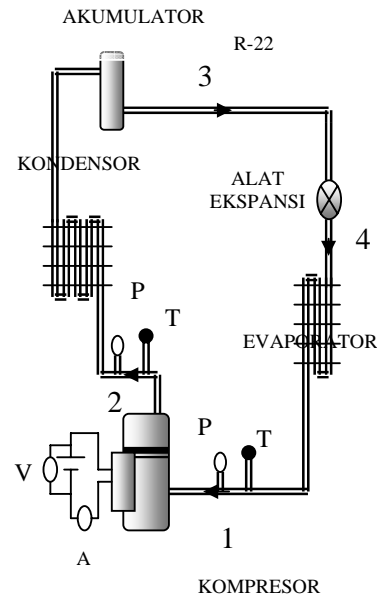 AKUMULATOR
R-22
3
KONDENSOR
ALAT
EKSPANSI
4
P
T
EVAPORATOR
2
P
T
V
A
1
KOMPRESOR